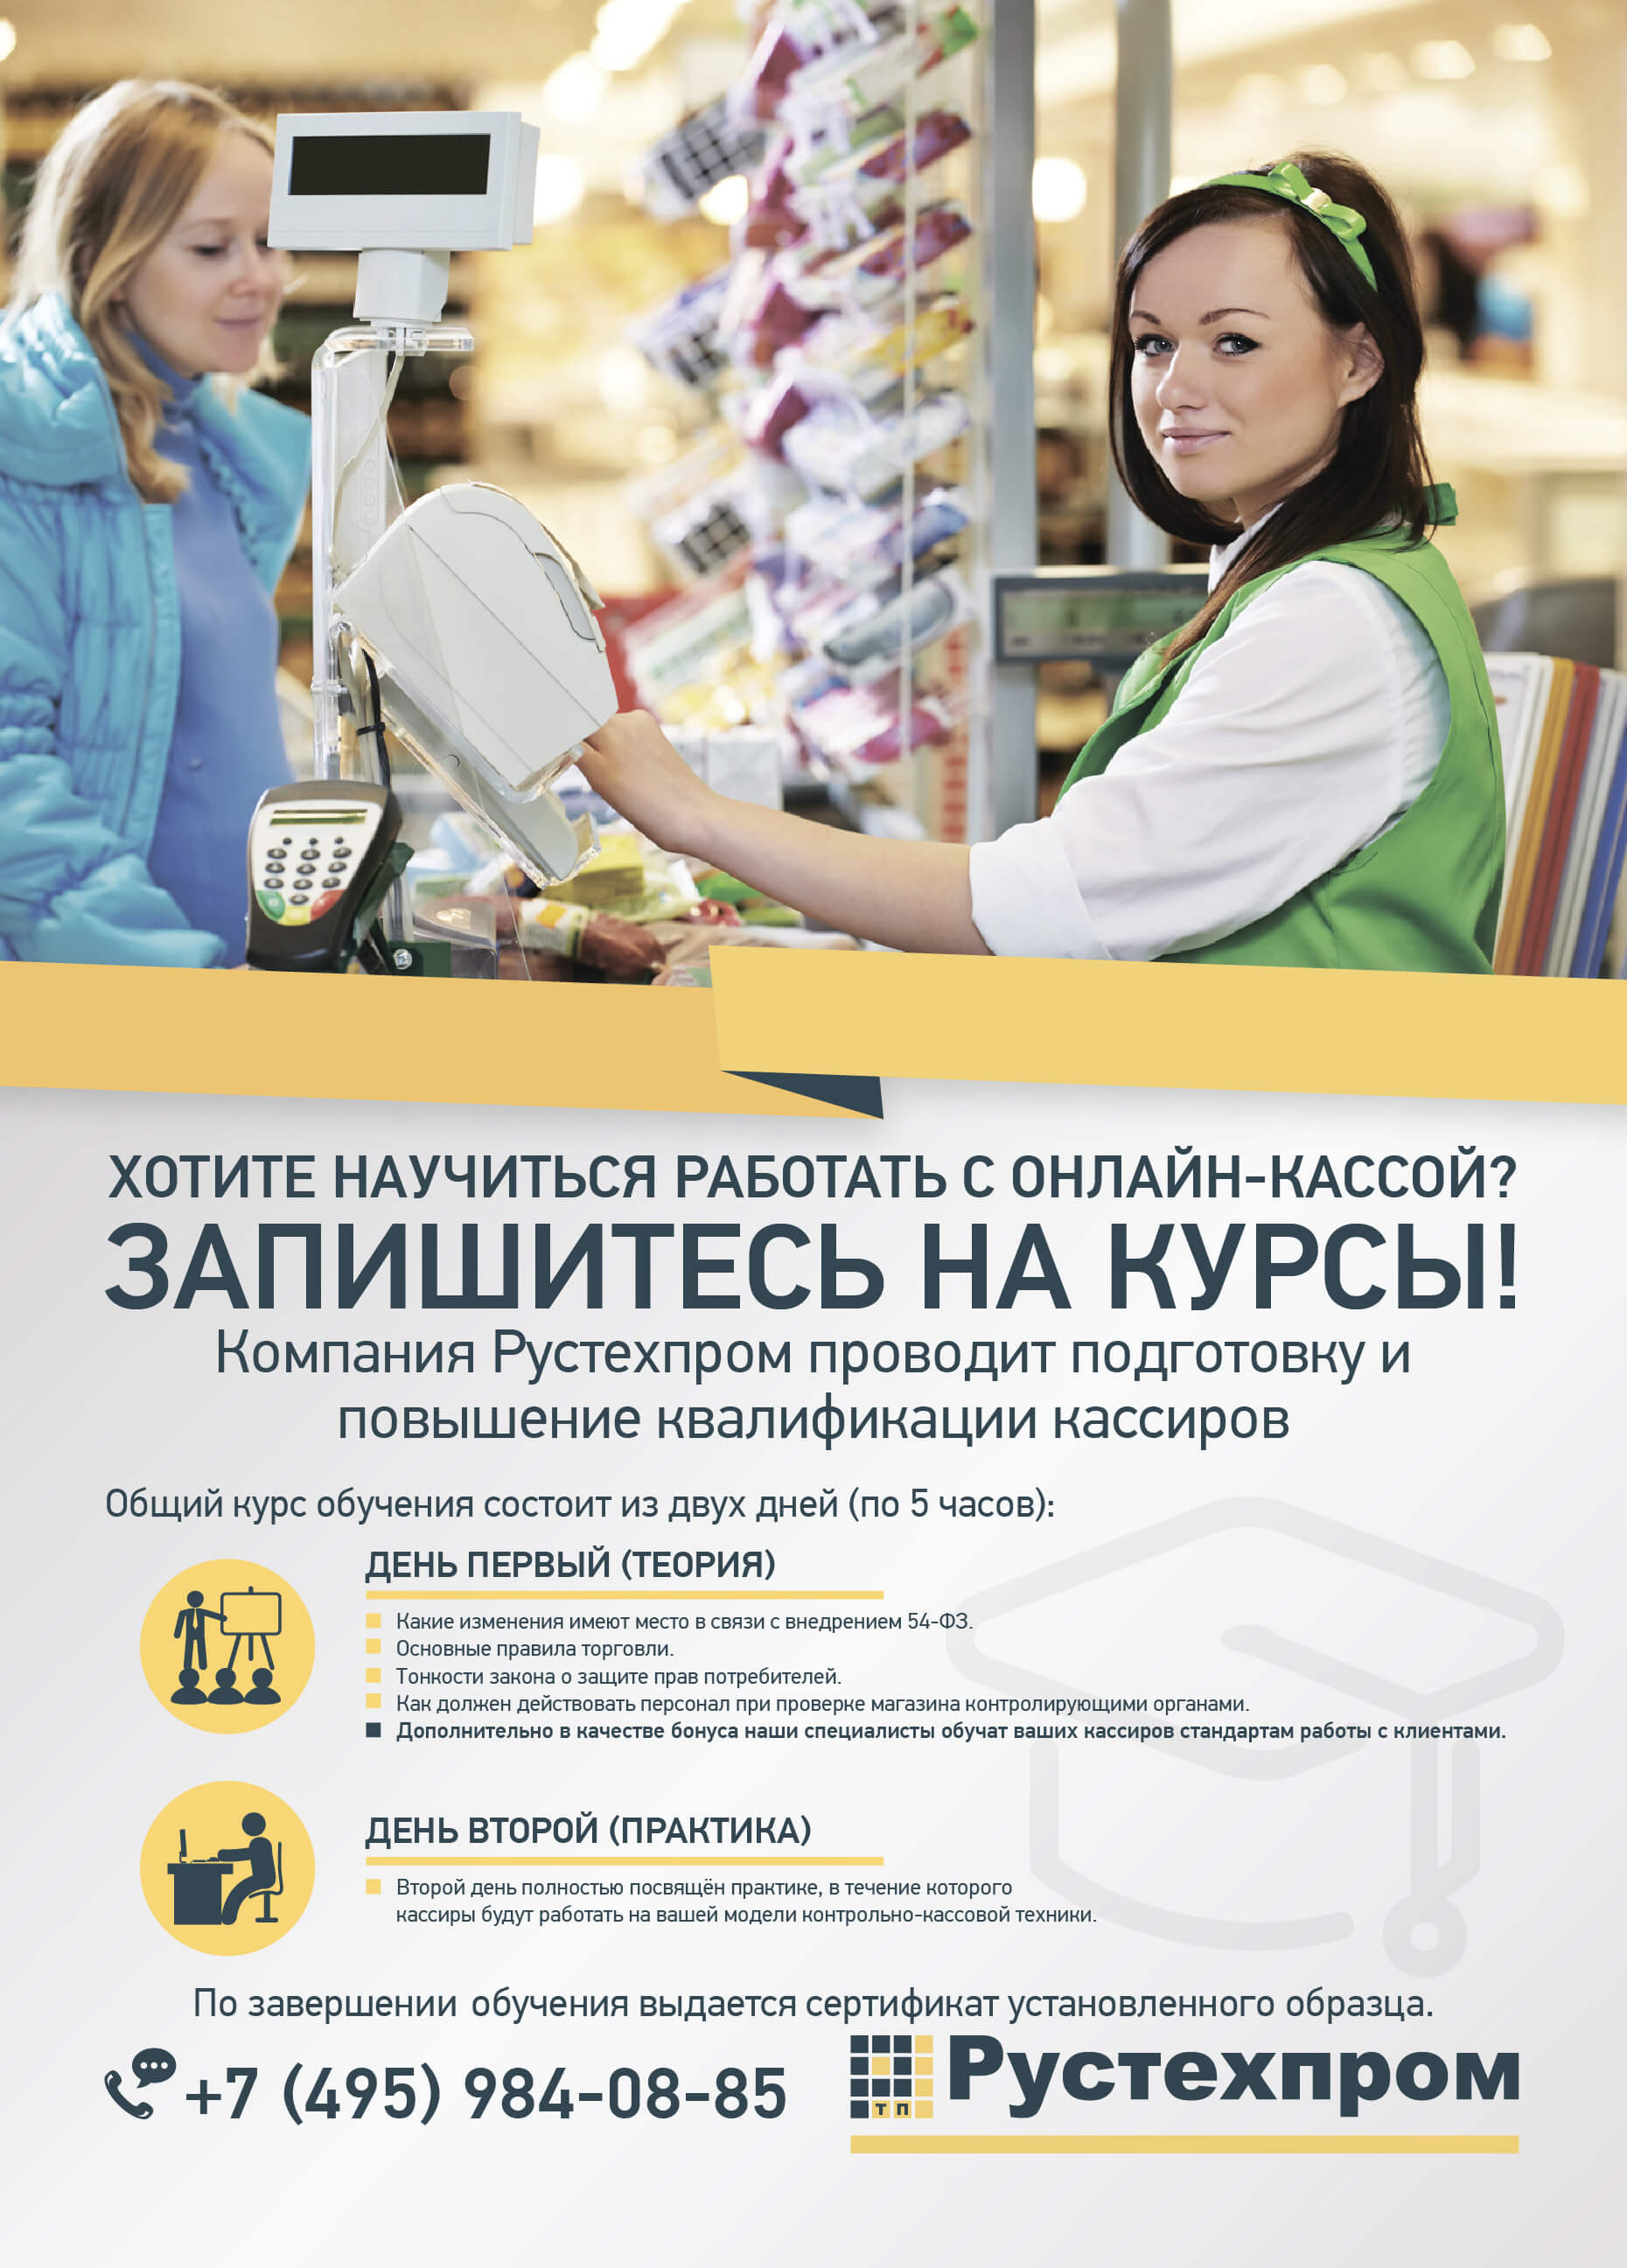 ХОТИТЕ НАУЧИТЬСЯ РАБОТАТЬ С ОНЛАЙН-КАССОЙ?
ЗАПИШИТЕСЬ НА КУРСЫ!
Компания Рустехпром проводит подготовку и
повышение квалификации кассиров
Общий курс обучения состоит из двух дней (по 5 часов):
ДЕНЬ ПЕРВЫЙ (ТЕОРИЯ)
Какие изменения имеют место в связи с внедрением 54-ФЗ.
Основные правила торговли.
Тонкости закона о защите прав потребителей.
Как должен действовать персонал при проверке магазина контролирующими органами.
Дополнительно в качестве бонуса наши специалисты обучат ваших кассиров стандартам работы с клиентами.
ДЕНЬ ВТОРОЙ (ПРАКТИКА)
Второй день полностью посвящён практике, в течение которого
кассиры будут работать на вашей модели контрольно-кассовой техники.
По завершении обучения выдается сертификат установленного образца.
+7 (495) 984-08-85
ТП Рустехпром